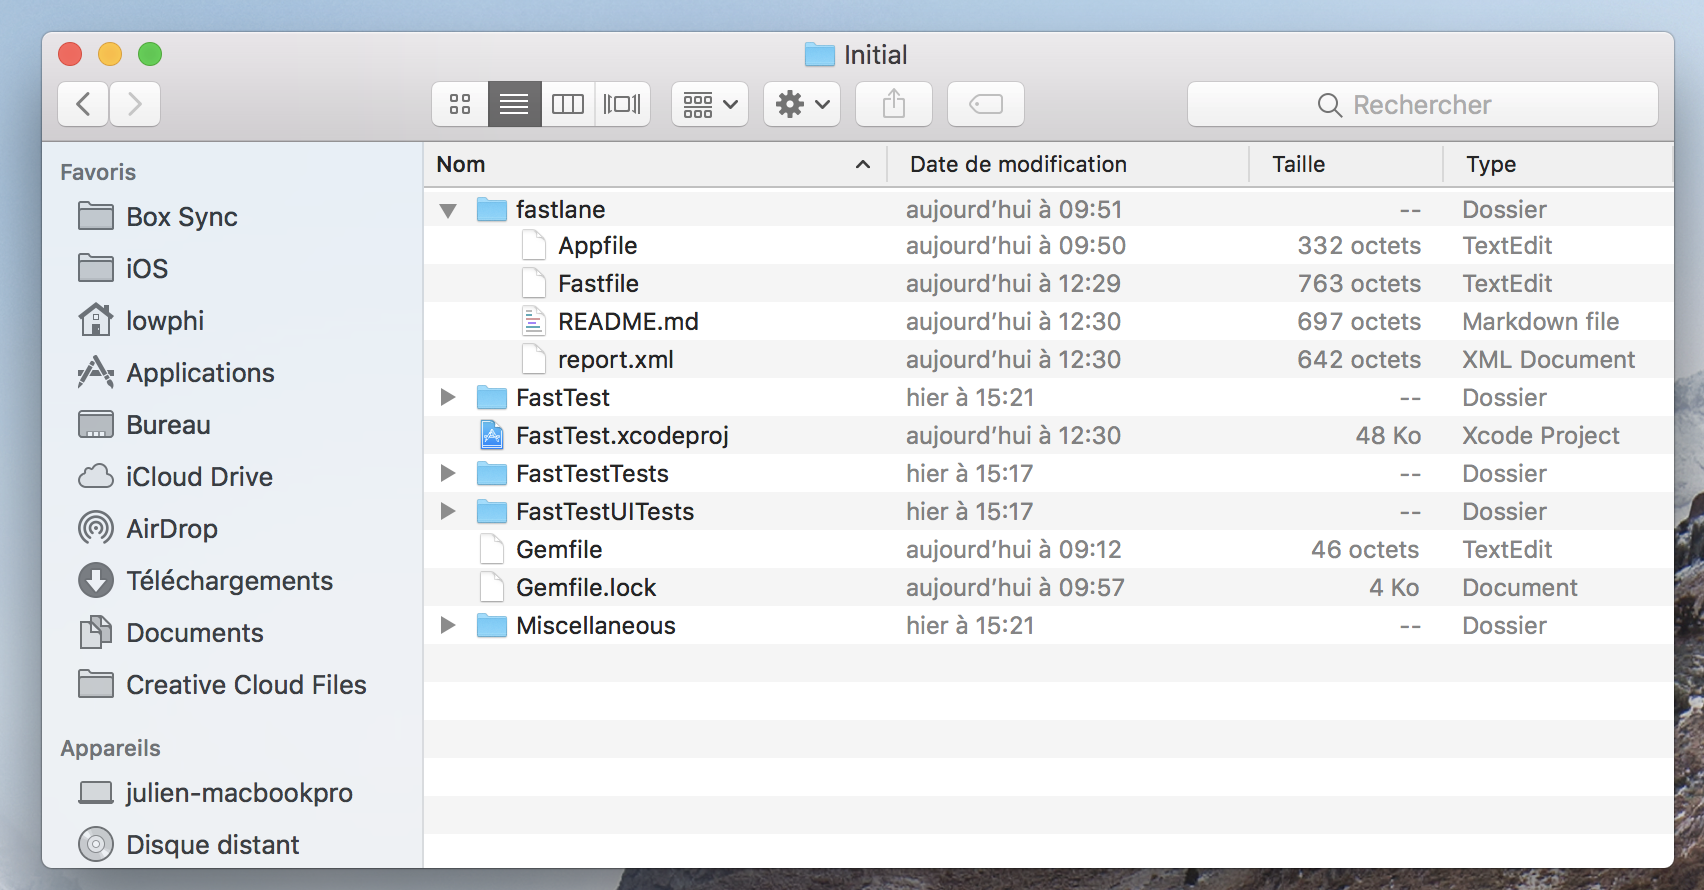 Initial
Rechercher
Favoris
Box Sync
iOS
lowphi
Applications
Bureau
iCloud Drive
AirDrop
Téléchargements
Documents
Creative Cloud Files
Appareils
julien-macbookpro
Disque distant
Nom Date de modification Taille Type
fastlane aujourd’hui à 09:51 -- Dossier
Appfile aujourd’hui à 09:50 332 octets TextEdit
Fastfile aujourd’hui à 12:29 763 octets TextEdit
README.md aujourd’hui à 12:30 697 octets Markdown file
report.xml aujourd’hui à 12:30 642 octets XML Document
FastTest hier à 15:21 -- Dossier
FastTest.xcodeproj aujourd’hui à 12:30 48 Ko Xcode Project
FastTestTests hier à 15:17 -- Dossier
FastTestUITests hier à 15:17 -- Dossier
Gemfile aujourd’hui à 09:12 46 octets TextEdit
Gemfile.lock aujourd’hui à 09:57 4 Ko Document
Miscellaneous hier à 15:21 -- Dossier